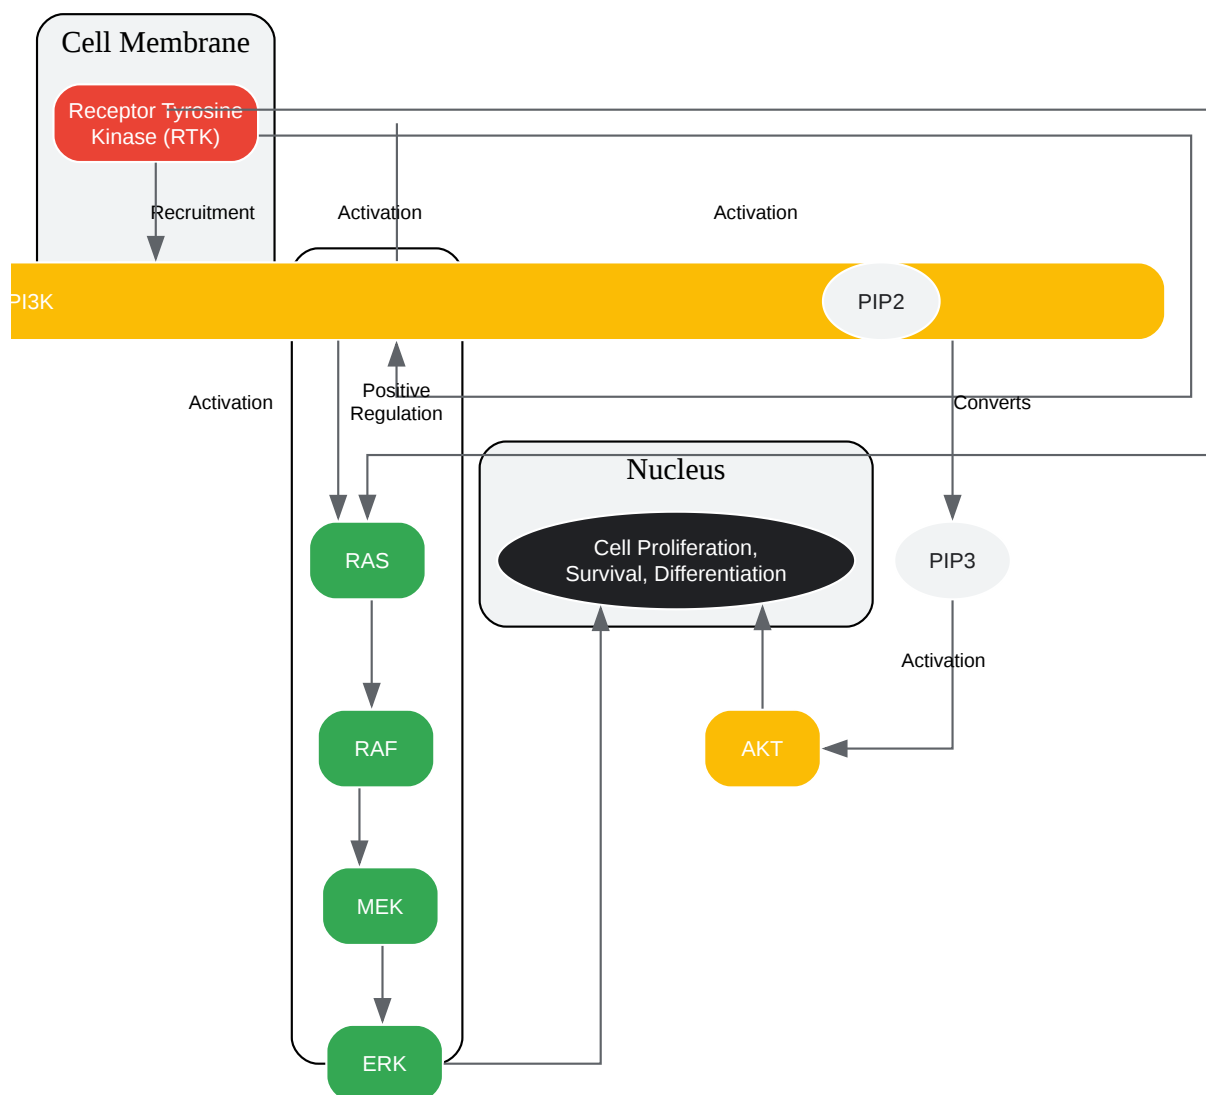 Cell Membrane
Receptor Tyrosine
Kinase (RTK)
Recruitment
Activation
Activation
PI3K
PIP2
Activation
Positive
Regulation
Converts
Nucleus
Cell Proliferation,
Survival, Differentiation
RAS
PIP3
Activation
RAF
AKT
MEK
ERK